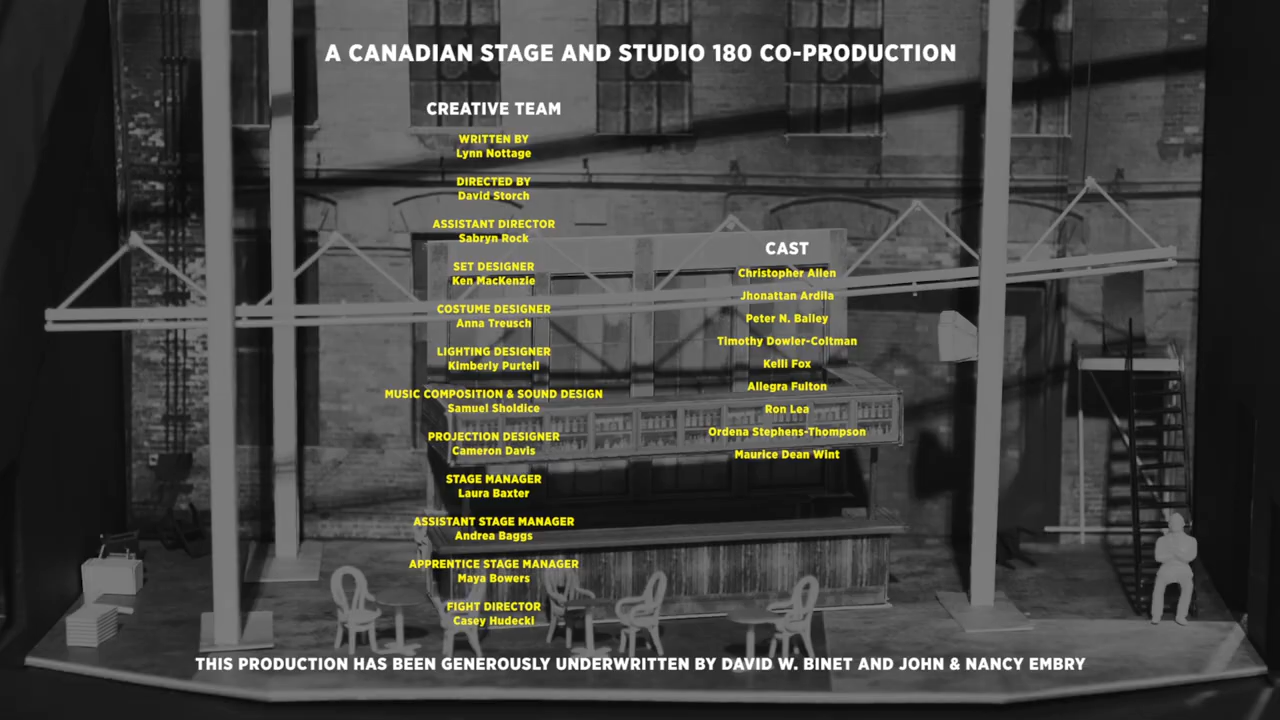 A CANADIAN STAGE AND STUDIO 180 CO-PRODUCTION
CREATIVE TEAM
WRITTEN BY
Lynn Nottage
DIRECTED BY
David Storch
ASSISTANT DIRECTOR
Sabryn Rock
SET DESIGNER
Ken MacKenzie
COSTUME DESIGNER
Anna Treusch
LIGHTING DESIGNER
Kimberly Purtell
MUSIC COMPOSITION & SOUND DESIGN
Samuel Sholdice
PROJECTION DESIGNER
Cameron Davis
STAGE MANAGER
Laura Baxter
ASSISTANT STAGE MANAGER
Andrea Baggs
APPRENTICE STAGE MANAGER
Maya Bowers
FIGHT DIRECTOR
Casey Hudecki
CAST
Christopher Allen
Jhonattan Ardila
Peter N. Bailey
Timothy Dowler-Coltman
Kelli Fox
Allegra Fulton
Ron Lea
Ordena Stephens-Thompson
Maurice Dean Wint
THIS PRODUCTION HAS BEEN GENEROUSLY UNDERWRITTEN BY DAVID W. BINET AND JOHN & NANCY EMBRY